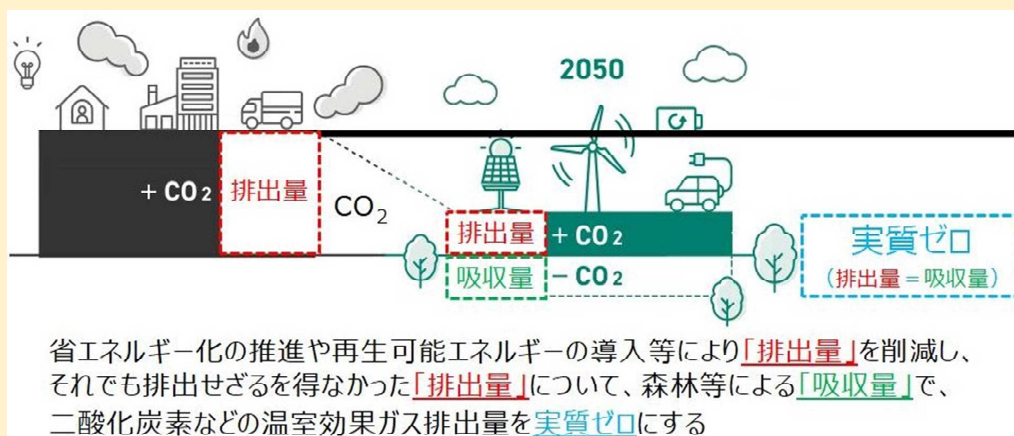 2050
+ CO2 排出量
CO2
排出量 + CO2
吸収量 − CO2
実質ゼロ
(排出量=吸収量)
省エネルギー化の推進や再生可能エネルギーの導入等により「排出量」を削減し、
それでも排出せざるを得なかった「排出量」について、森林等による「吸収量」で、
二酸化炭素などの温室効果ガス排出量を実質ゼロにする